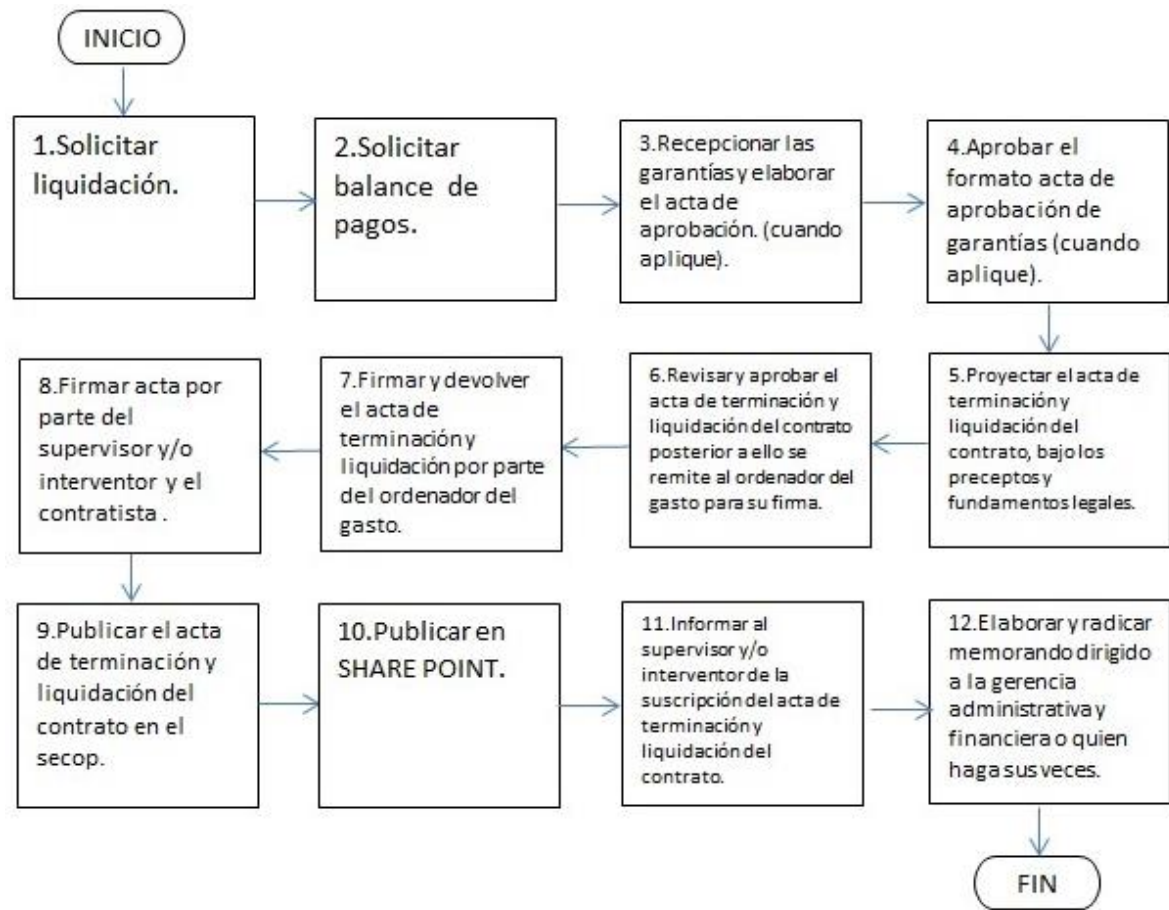 INICIO
1.Solicitar
liquidación.
2.Solicitar
balance de
pagos.
3.Recepcionar las
garantías y elaborar
el acta de
aprobación. (cuando
aplique).
4.Aprobar el
formato acta de
aprobación de
garantías (cuando
aplique).
5.Proyectar el acta de
terminación y
liquidación del
contrato, bajo los
preceptos y
fundamentos legales.
6.Revisar y aprobar el
acta de terminación y
liquidación del contrato
posterior a ello se
remite al ordenador del
gasto para su firma.
7.Firmar y devolver
el acta de
terminación y
liquidación por parte
del ordenador del
gasto.
8.Firmar acta por
parte del
supervisor y/o
interventor y el
contratista .
9.Publicar el acta
de terminación y
liquidación del
contrato en el
secop.
10.Publicar en
SHARE POINT.
11.Informar al
supervisor y/o
interventor de la
suscripción del acta de
terminación y
liquidación del
contrato.
12.Elaborar y radicar
memorando dirigido
a la gerencia
administrativa y
financiera o quien
haga sus veces.
FIN